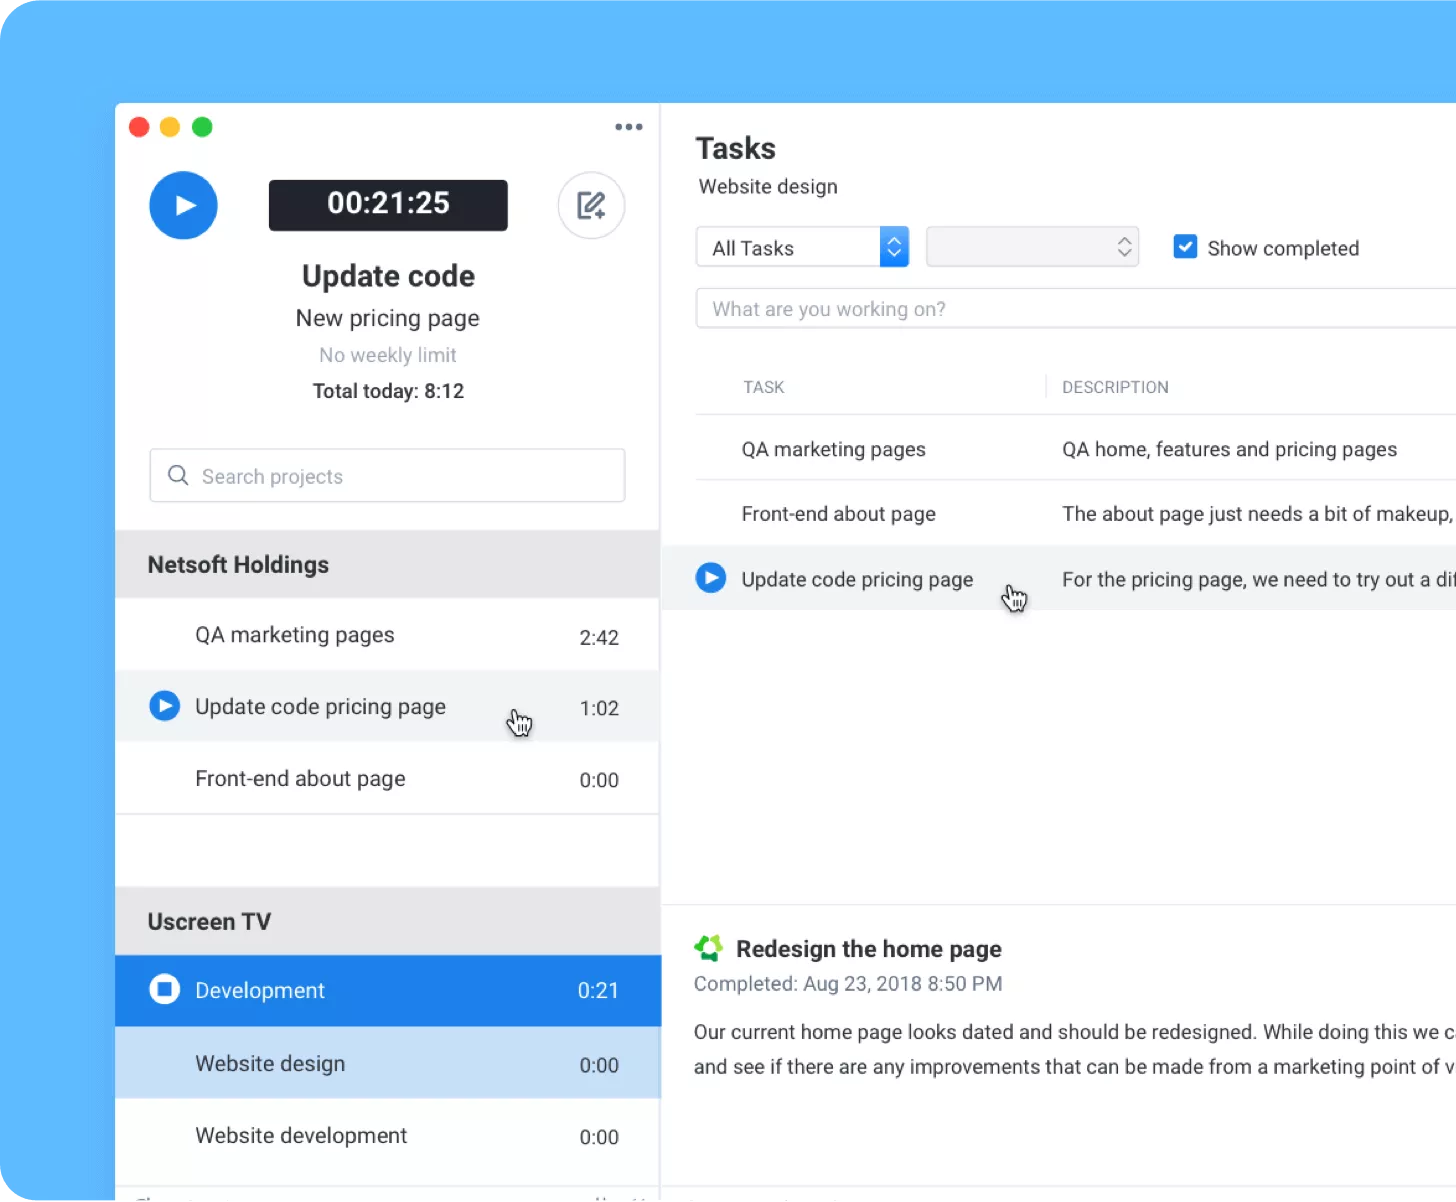 00:21:25
Update code
New pricing page
No weekly limit
Total today: 8:12
Search projects
Netsoft Holdings
QA marketing pages 2:42
Update code pricing page 1:02
Front-end about page 0:00
Uscreen TV
Development 0:21
Website design 0:00
Website development 0:00
Tasks
Website design
All Tasks
Show completed
What are you working on?
TASK DESCRIPTION
QA marketing pages QA home, features and pricing pages
Front-end about page The about page just needs a bit of makeup,
Update code pricing page For the pricing page, we need to try out a
Redesign the home page
Completed: Aug 23, 2018 8:50 PM
Our current home page looks dated and should be redesigned. While doing this we
and see if there are any improvements that can be made from a marketing point of